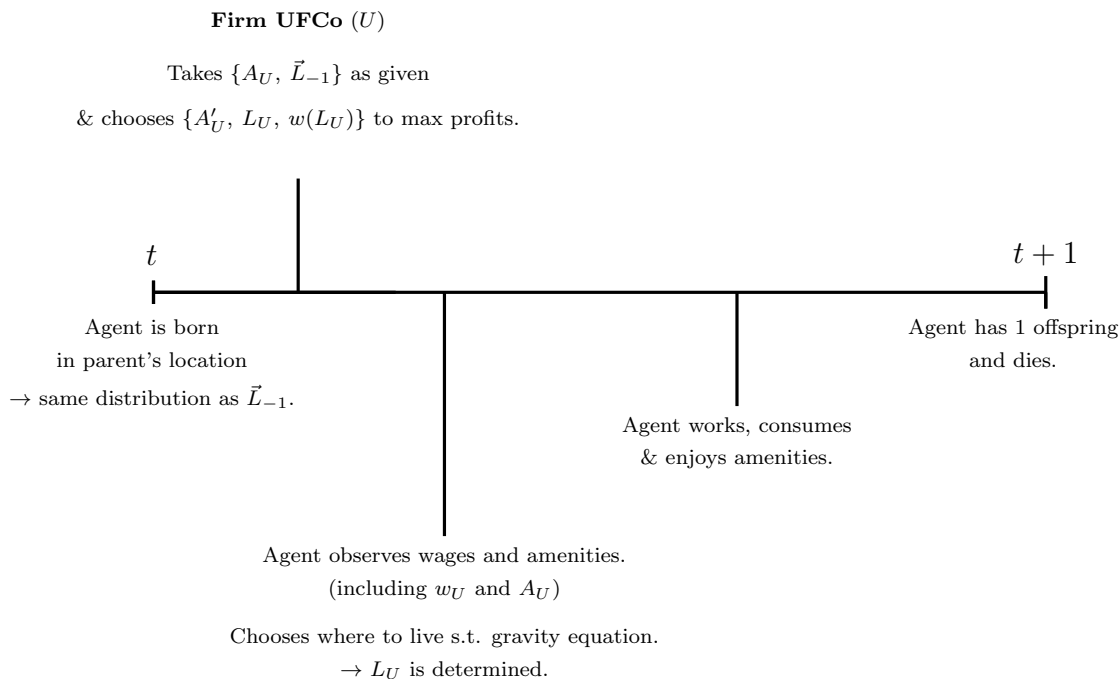 Firm UFCo (U)
Takes {A_U, \vec{L}_{-1}} as given
& chooses {A'_U, L_U, w(L_U)} to max profits.
t
t + 1
Agent is born
in parent's location
→ same distribution as \vec{L}_{-1}.
Agent has 1 offspring
and dies.
Agent works, consumes
& enjoys amenities.
Agent observes wages and amenities.
(including w_U and A_U)
Chooses where to live s.t. gravity equation.
→ L_U is determined.